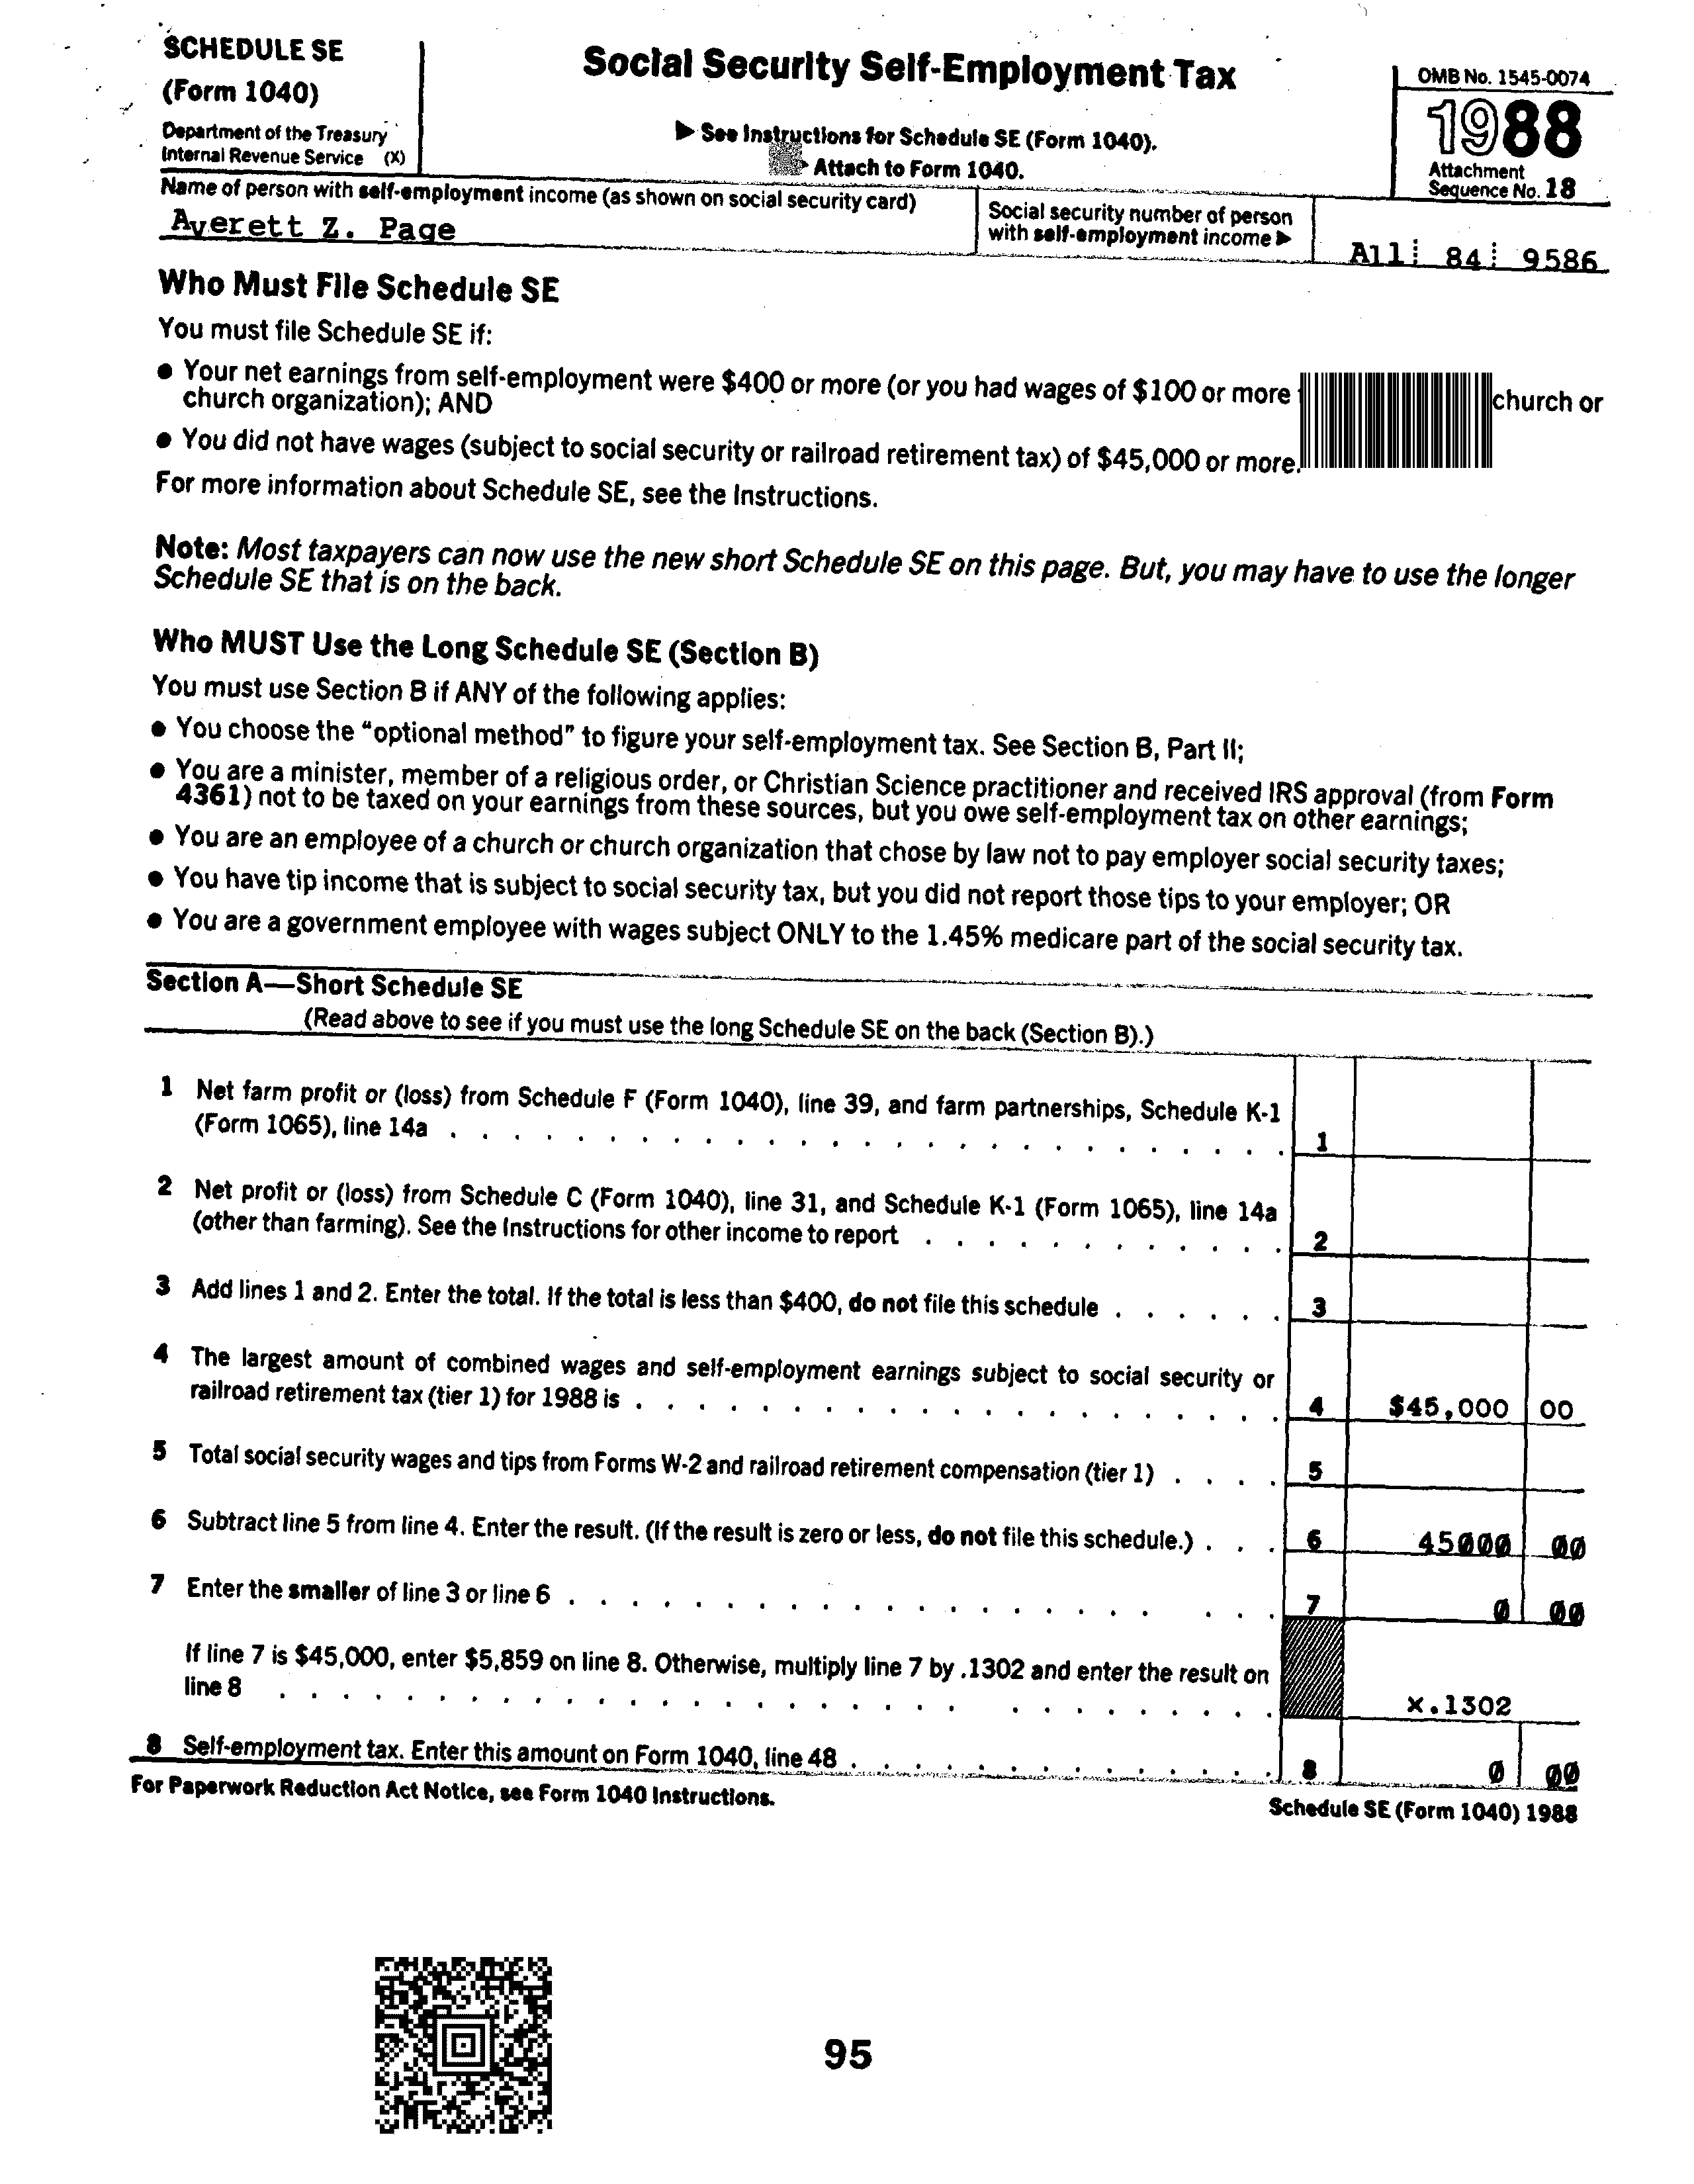 SCHEDULE SE
(Form 1040)
Department of the Treasury
Internal Revenue Service (X)
Social Security Self-Employment Tax
▶ See Instructions for Schedule SE (Form 1040).
Attach to Form 1040.
OMB No. 1545-0074
1988
Attachment
Sequence No. 18
Name of person with self-employment income (as shown on social security card)
Averett Z. Page
Social security number of person
with self-employment income ▶
A11 84 9586
Who Must File Schedule SE
You must file Schedule SE if:
● Your net earnings from self-employment were $400 or more (or you had wages of $100 or more church or
church organization); AND
● You did not have wages (subject to social security or railroad retirement tax) of $45,000 or more.
For more information about Schedule SE, see the Instructions.
Note: Most taxpayers can now use the new short Schedule SE on this page. But, you may have to use the longer
Schedule SE that is on the back.
Who MUST Use the Long Schedule SE (Section B)
You must use Section B if ANY of the following applies:
● You choose the “optional method” to figure your self-employment tax. See Section B, Part II;
● You are a minister, member of a religious order, or Christian Science practitioner and received IRS approval (from Form
4361) not to be taxed on your earnings from these sources, but you owe self-employment tax on other earnings;
● You are an employee of a church or church organization that chose by law not to pay employer social security taxes;
● You have tip income that is subject to social security tax, but you did not report those tips to your employer; OR
● You are a government employee with wages subject ONLY to the 1.45% medicare part of the social security tax.
Section A—Short Schedule SE
(Read above to see if you must use the long Schedule SE on the back (Section B).)
1 Net farm profit or (loss) from Schedule F (Form 1040), line 39, and farm partnerships, Schedule K-1
(Form 1065), line 14a . . . . . . . . . . . . . . . . . . . . . . . . . . . 1
2 Net profit or (loss) from Schedule C (Form 1040), line 31, and Schedule K-1 (Form 1065), line 14a
(other than farming). See the Instructions for other income to report . . . . . . . . . . . . 2
3 Add lines 1 and 2. Enter the total. If the total is less than $400, do not file this schedule . . . . . . 3
4 The largest amount of combined wages and self-employment earnings subject to social security or
railroad retirement tax (tier 1) for 1988 is . . . . . . . . . . . . . . . . . . . . . 4 $45,000 00
5 Total social security wages and tips from Forms W-2 and railroad retirement compensation (tier 1) . . . . 5
6 Subtract line 5 from line 4. Enter the result. (If the result is zero or less, do not file this schedule.) . . . 6 45000 00
7 Enter the smaller of line 3 or line 6 . . . . . . . . . . . . . . . . . . . . . . 7 0 00
If line 7 is $45,000, enter $5,859 on line 8. Otherwise, multiply line 7 by .1302 and enter the result on
line 8 . . . . . . . . . . . . . . . . . . . . . . . . . . . . . . x.1302
8 Self-employment tax. Enter this amount on Form 1040, line 48 . . . . . . . . . . . . . . 8 0 00
For Paperwork Reduction Act Notice, see Form 1040 Instructions.
Schedule SE (Form 1040) 1988
95